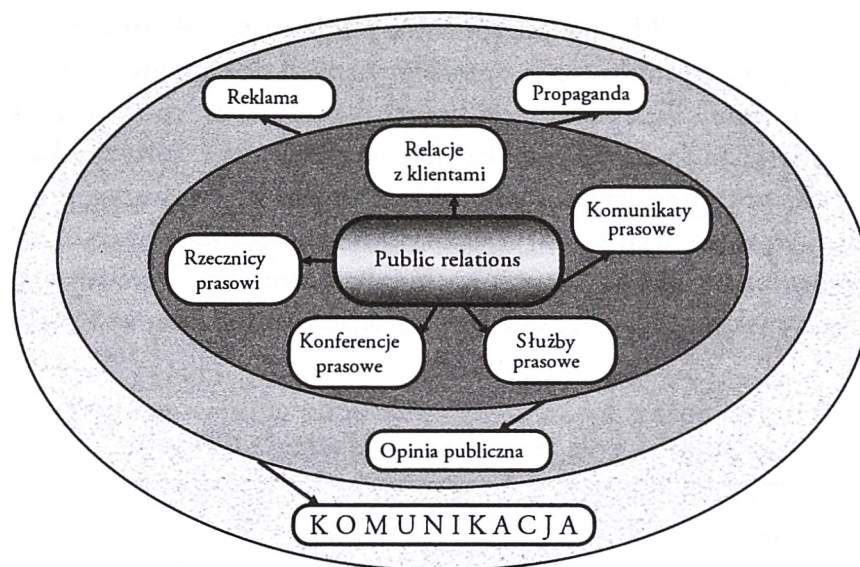 Reklama
Propaganda
Relacje
z klientami
Komunikaty
prasowe
Rzecznicy
prasowi
Public relations
Konferencje
prasowe
Służby
prasowe
Opinia publiczna
KOMUNIKACJA